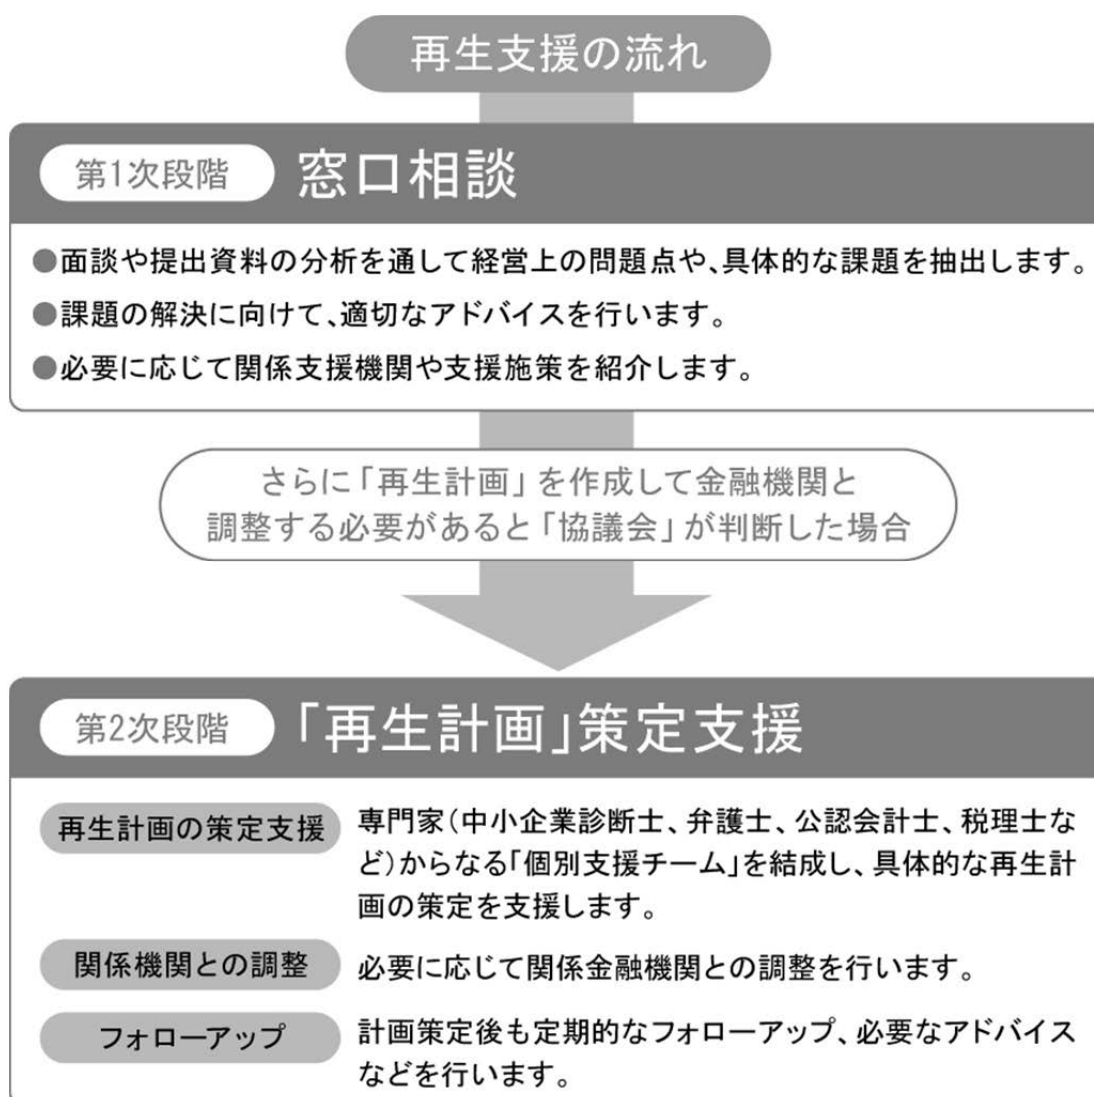 再生支援の流れ
第1次段階 窓口相談
●面談や提出資料の分析を通して経営上の問題点や、具体的な課題を抽出します。
●課題の解決に向けて、適切なアドバイスを行います。
●必要に応じて関係支援機関や支援施策を紹介します。
さらに「再生計画」を作成して金融機関と
調整する必要があると「協議会」が判断した場合
第2次段階 「再生計画」策定支援
再生計画の策定支援 専門家(中小企業診断士、弁護士、公認会計士、税理士な
ど)からなる「個別支援チーム」を結成し、具体的な再生計
画の策定を支援します。
関係機関との調整 必要に応じて関係金融機関との調整を行います。
フォローアップ 計画策定後も定期的なフォローアップ、必要なアドバイス
などを行います。